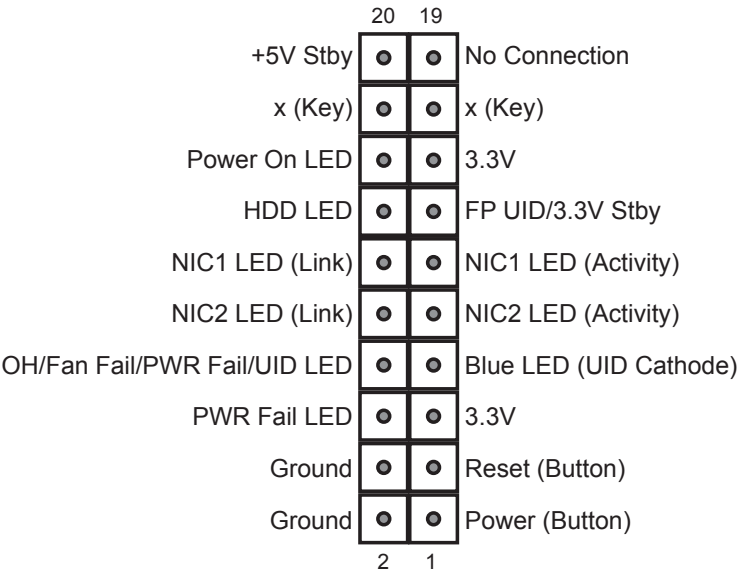 20 19
+5V Stby No Connection
x (Key) x (Key)
Power On LED 3.3V
HDD LED FP UID/3.3V Stby
NIC1 LED (Link) NIC1 LED (Activity)
NIC2 LED (Link) NIC2 LED (Activity)
OH/Fan Fail/PWR Fail/UID LED Blue LED (UID Cathode)
PWR Fail LED 3.3V
Ground Reset (Button)
Ground Power (Button)
2 1